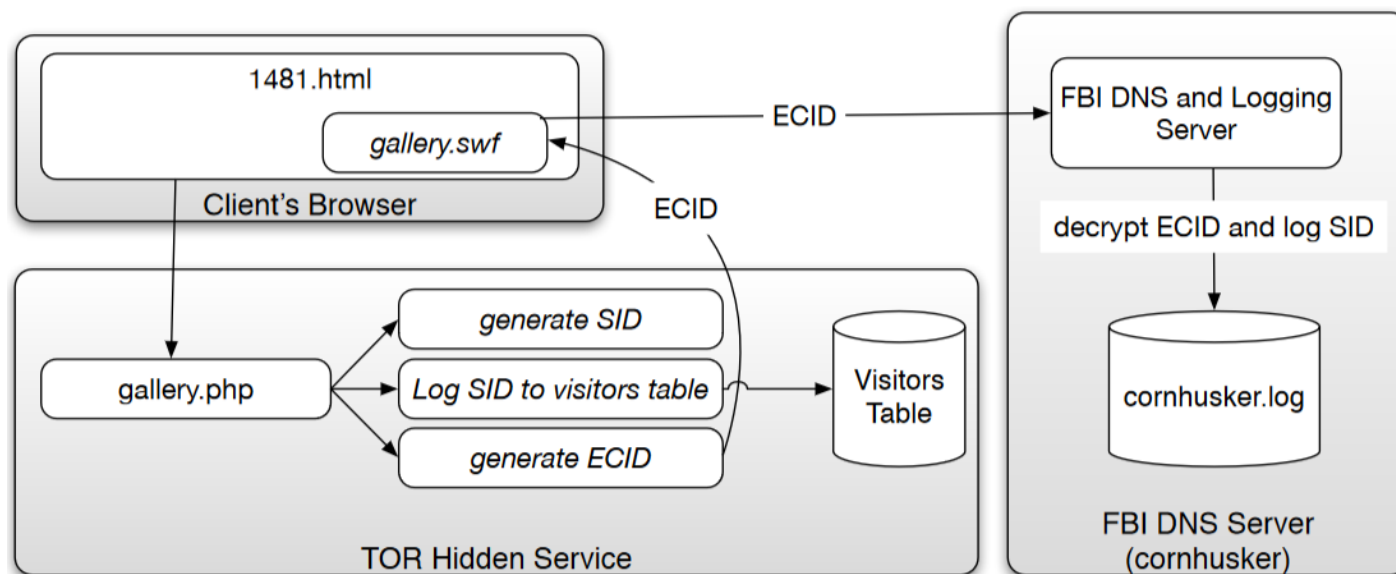 1481.html
gallery.swf
Client's Browser
ECID
ECID
FBI DNS and Logging
Server
decrypt ECID and log SID
cornhusker.log
FBI DNS Server
(cornhusker)
gallery.php
generate SID
Log SID to visitors table
generate ECID
Visitors
Table
TOR Hidden Service